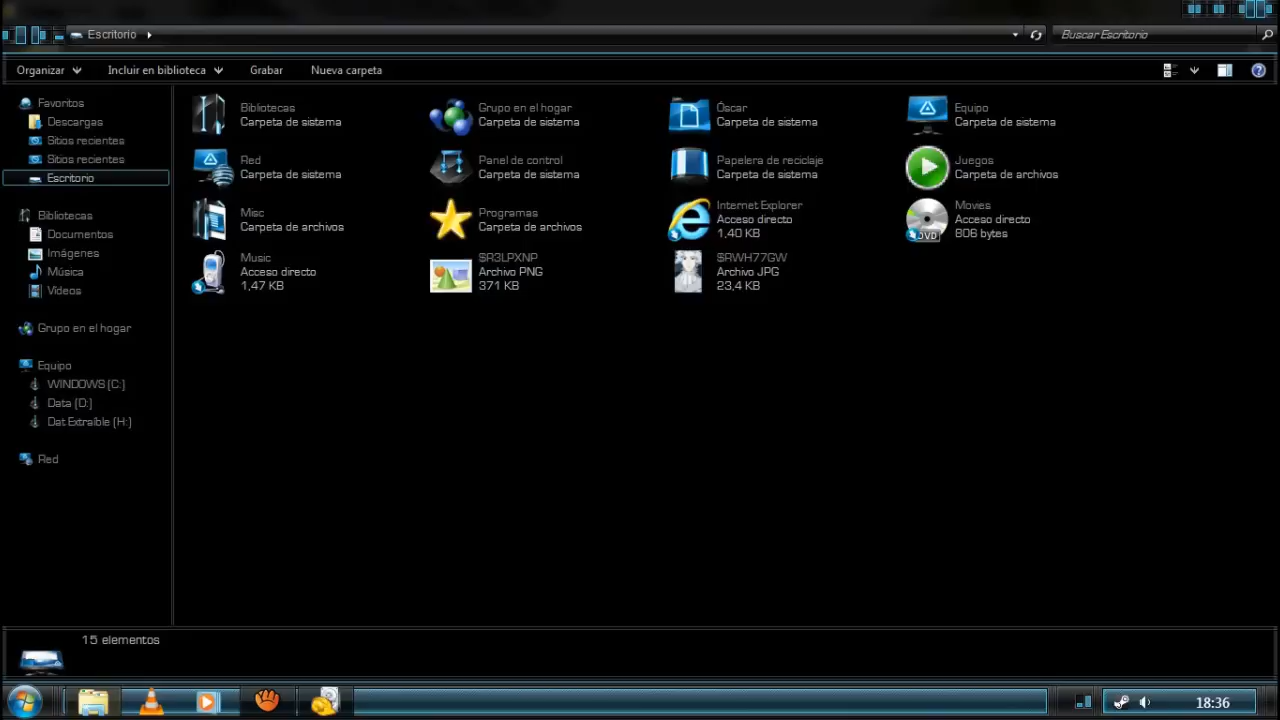 Escritorio
Buscar Escritorio
Organizar
Incluir en biblioteca
Grabar
Nueva carpeta
Favoritos
Descargas
Sitios recientes
Sitios recientes
Escritorio
Bibliotecas
Documentos
Imágenes
Música
Vídeos
Grupo en el hogar
Equipo
WINDOWS (C:)
Data (D:)
Dat Extraíble (H:)
Red
Bibliotecas
Carpeta de sistema
Grupo en el hogar
Carpeta de sistema
Óscar
Carpeta de sistema
Equipo
Carpeta de sistema
Red
Carpeta de sistema
Panel de control
Carpeta de sistema
Papelera de reciclaje
Carpeta de sistema
Juegos
Carpeta de archivos
Misc
Carpeta de archivos
Programas
Carpeta de archivos
Internet Explorer
Acceso directo
1,40 KB
Movies
Acceso directo
806 bytes
DVD
Music
Acceso directo
1,47 KB
$R3LPXNP
Archivo PNG
371 KB
$RWH77GW
Archivo JPG
23,4 KB
15 elementos
18:36